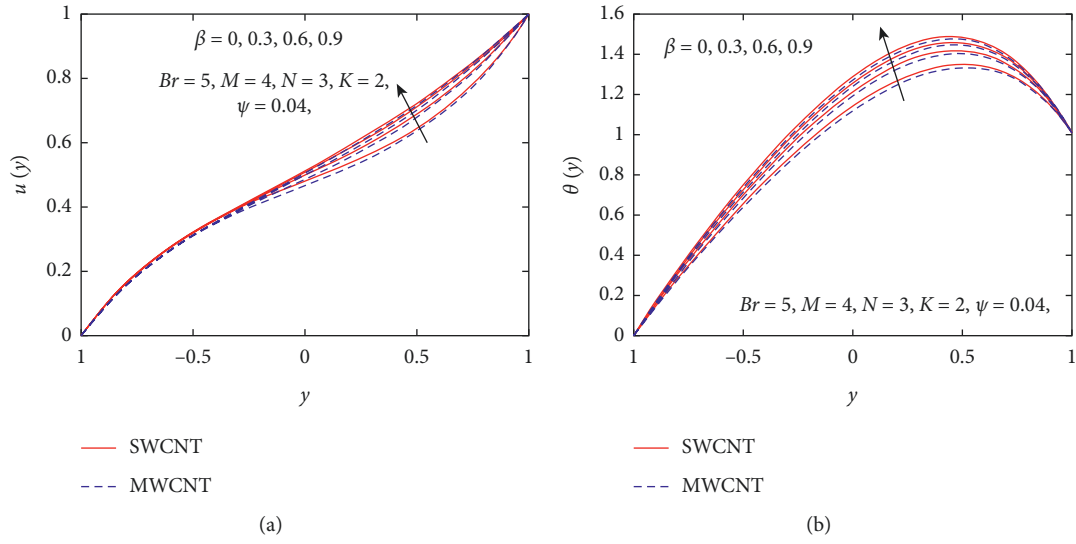 1.0
0.8
0.6
0.4
0.2
0
u (y)
β = 0, 0.3, 0.6, 0.9
Br = 5, M = 4, N = 3, K = 2,
ψ = 0.04,
1 −0.5 0 0.5 1
y
SWCNT
MWCNT
(a)
1.6
1.4
1.2
1
0.8
0.6
0.4
0.2
0
θ (y)
β = 0, 0.3, 0.6, 0.9
Br = 5, M = 4, N = 3, K = 2, ψ = 0.04,
1 −0.5 0 0.5 1
y
SWCNT
MWCNT
(b)